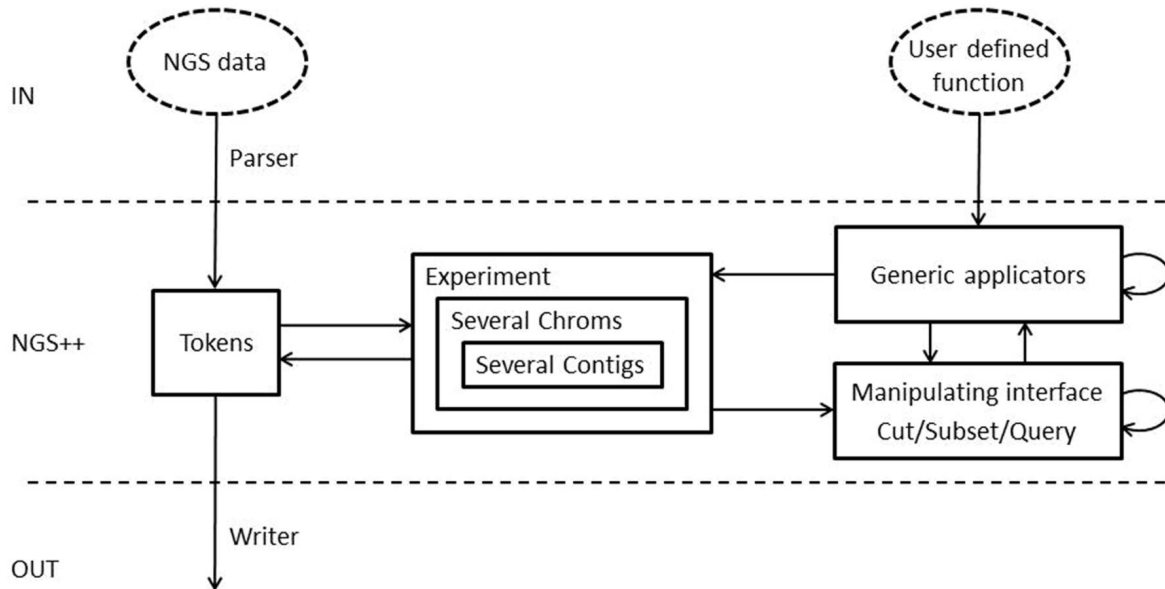 NGS data
User defined
function
IN
Parser
Experiment
Generic applicators
Several Chroms
NGS++
Tokens
Several Contigs
Manipulating interface
Cut/Subset/Query
Writer
OUT